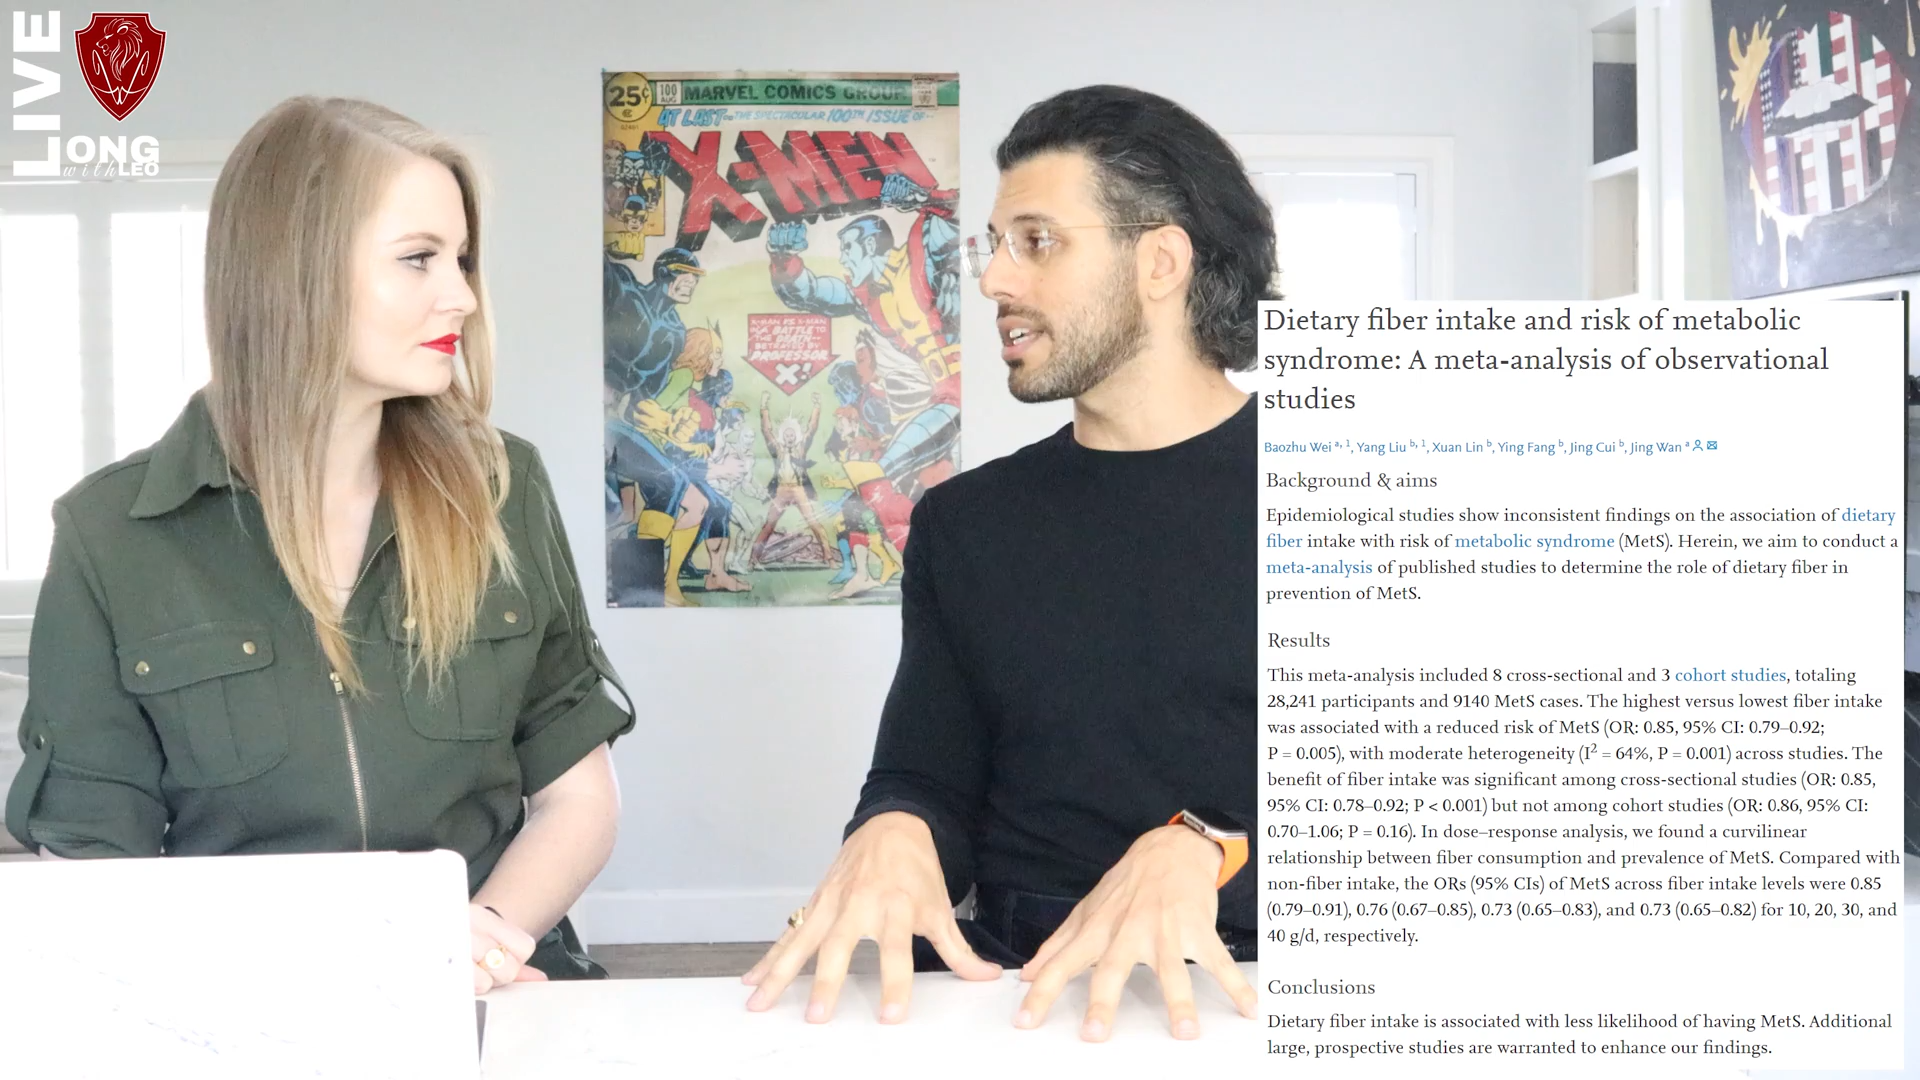 LIVE
LONG
with LEO
25¢
100
AUG
MARVEL COMICS GROUP
AT LAST--THE SPECTACULAR 100TH ISSUE OF--
X-MEN
X-MAN VS. X-MAN
IN A BATTLE TO
THE DEATH--
BETRAYED BY
PROFESSOR
X!
Dietary fiber intake and risk of metabolic
syndrome: A meta-analysis of observational
studies
Baozhu Wei a, 1, Yang Liu b, 1, Xuan Lin b, Ying Fang b, Jing Cui b, Jing Wan a
Background & aims
Epidemiological studies show inconsistent findings on the association of dietary
fiber intake with risk of metabolic syndrome (MetS). Herein, we aim to conduct a
meta-analysis of published studies to determine the role of dietary fiber in
prevention of MetS.
Results
This meta-analysis included 8 cross-sectional and 3 cohort studies, totaling
28,241 participants and 9140 MetS cases. The highest versus lowest fiber intake
was associated with a reduced risk of MetS (OR: 0.85, 95% CI: 0.79–0.92;
P = 0.005), with moderate heterogeneity (I2 = 64%, P = 0.001) across studies. The
benefit of fiber intake was significant among cross-sectional studies (OR: 0.85,
95% CI: 0.78–0.92; P < 0.001) but not among cohort studies (OR: 0.86, 95% CI:
0.70–1.06; P = 0.16). In dose–response analysis, we found a curvilinear
relationship between fiber consumption and prevalence of MetS. Compared with
non-fiber intake, the ORs (95% CIs) of MetS across fiber intake levels were 0.85
(0.79–0.91), 0.76 (0.67–0.85), 0.73 (0.65–0.83), and 0.73 (0.65–0.82) for 10, 20, 30, and
40 g/d, respectively.
Conclusions
Dietary fiber intake is associated with less likelihood of having MetS. Additional
large, prospective studies are warranted to enhance our findings.